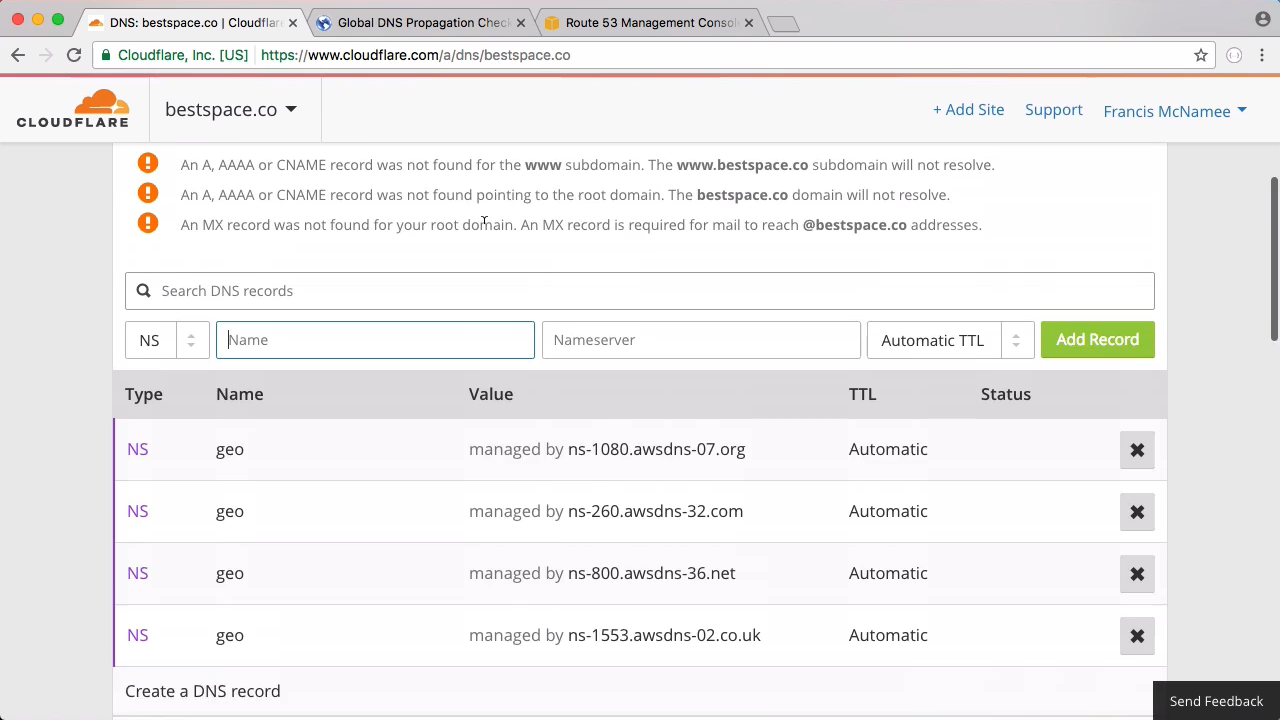 DNS: bestspace.co | Cloudflar
Global DNS Propagation Check
Route 53 Management Consol
Cloudflare, Inc. [US]
https://www.cloudflare.com/a/dns/bestspace.co
CLOUDFLARE
bestspace.co
+ Add Site
Support
Francis McNamee
An A, AAAA or CNAME record was not found for the www subdomain. The www.bestspace.co subdomain will not resolve.
An A, AAAA or CNAME record was not found pointing to the root domain. The bestspace.co domain will not resolve.
An MX record was not found for your root domain. An MX record is required for mail to reach @bestspace.co addresses.
Search DNS records
NS
Name
Nameserver
Automatic TTL
Add Record
Type Name Value TTL Status
NS geo managed by ns-1080.awsdns-07.org Automatic
NS geo managed by ns-260.awsdns-32.com Automatic
NS geo managed by ns-800.awsdns-36.net Automatic
NS geo managed by ns-1553.awsdns-02.co.uk Automatic
Create a DNS record
Send Feedback